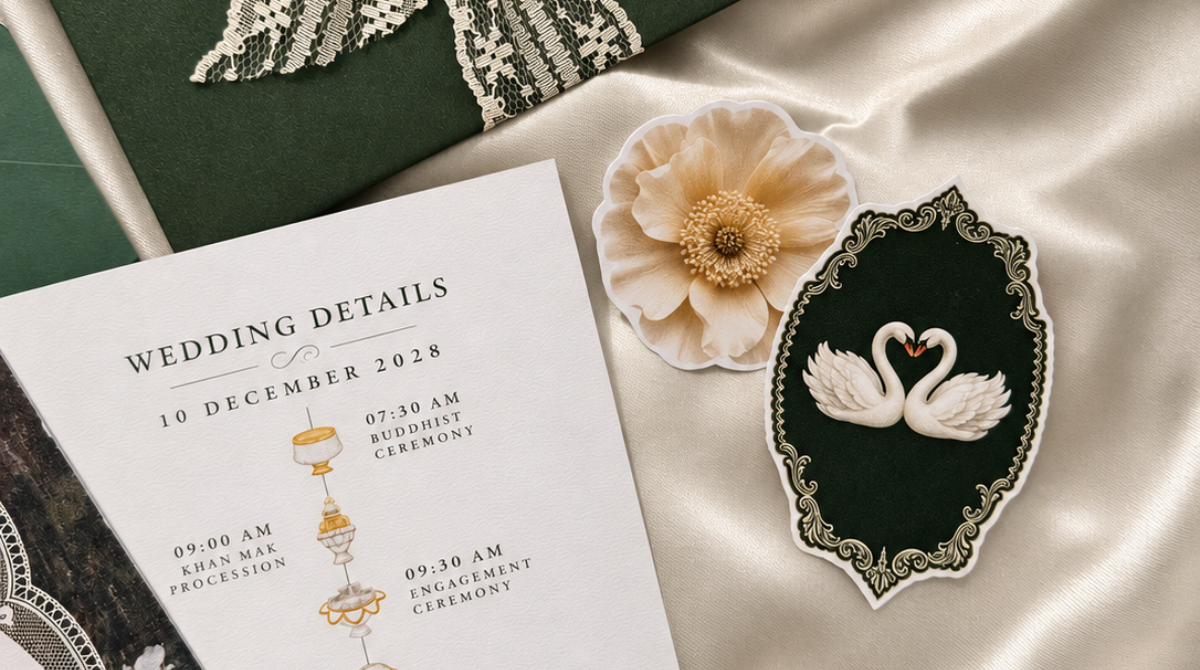 WEDDING DETAILS
10 DECEMBER 2028
07:30 AM
BUDDHIST
CEREMONY
09:00 AM
KHAN MAK
PROCESSION
09:30 AM
ENGAGEMENT
CEREMONY